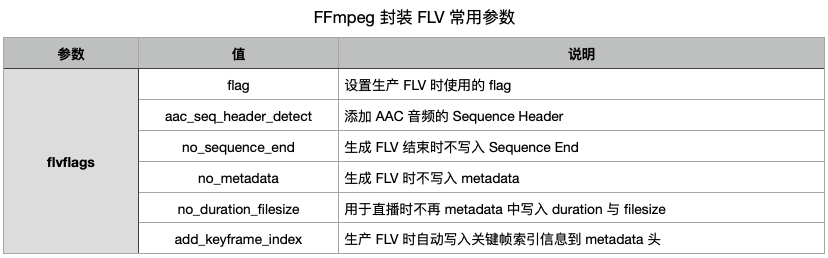 FFmpeg 封装 FLV 常用参数
参数 值 说明
flvflags
flag 设置生产 FLV 时使用的 flag
aac_seq_header_detect 添加 AAC 音频的 Sequence Header
no_sequence_end 生成 FLV 结束时不写入 Sequence End
no_metadata 生成 FLV 时不写入 metadata
no_duration_filesize 用于直播时不再 metadata 中写入 duration 与 filesize
add_keyframe_index 生产 FLV 时自动写入关键帧索引信息到 metadata 头